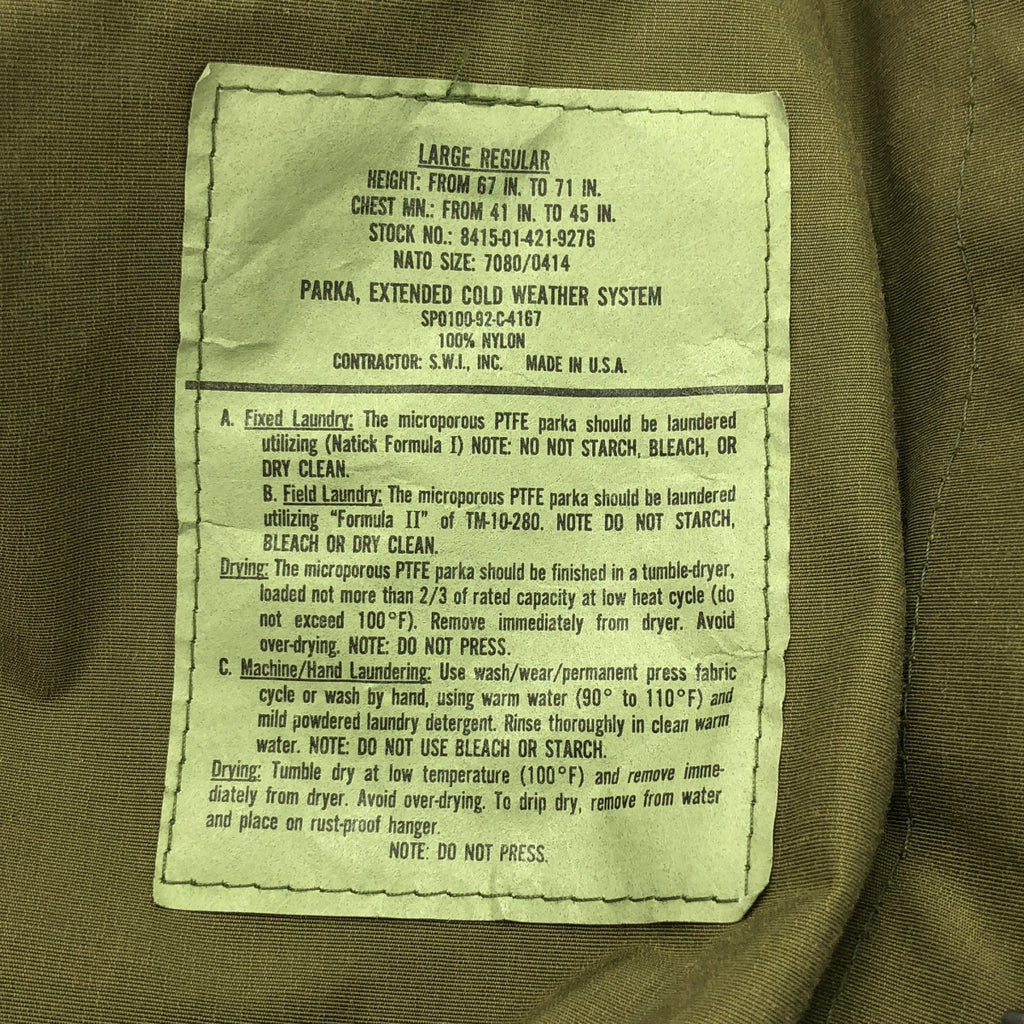 LARGE REGULAR
HEIGHT: FROM 67 IN. TO 71 IN.
CHEST MN.: FROM 41 IN. TO 45 IN.
STOCK NO.: 8415-01-421-9276
NATO SIZE: 7080/0414
PARKA, EXTENDED COLD WEATHER SYSTEM
SPO100-92-C-4167
100% NYLON
CONTRACTOR: S.W.I., INC. MADE IN U.S.A.
A. Fixed Laundry: The microporous PTFE parka should be laundered
utilizing (Natick Formula I) NOTE: NO NOT STARCH, BLEACH, OR
DRY CLEAN.
B. Field Laundry: The microporous PTFE parka should be laundered
utilizing "Formula II" of TM-10-280. NOTE DO NOT STARCH,
BLEACH OR DRY CLEAN.
Drying: The microporous PTFE parka should be finished in a tumble-dryer,
loaded not more than 2/3 of rated capacity at low heat cycle (do
not exceed 100°F). Remove immediately from dryer. Avoid
over-drying. NOTE: DO NOT PRESS.
C. Machine/Hand Laundering: Use wash/wear/permanent press fabric
cycle or wash by hand, using warm water (90° to 110°F) and
mild powdered laundry detergent. Rinse thoroughly in clean warm
water. NOTE: DO NOT USE BLEACH OR STARCH.
Drying: Tumble dry at low temperature (100°F) and remove imme-
diately from dryer. Avoid over-drying. To drip dry, remove from water
and place on rust-proof hanger.
NOTE: DO NOT PRESS.